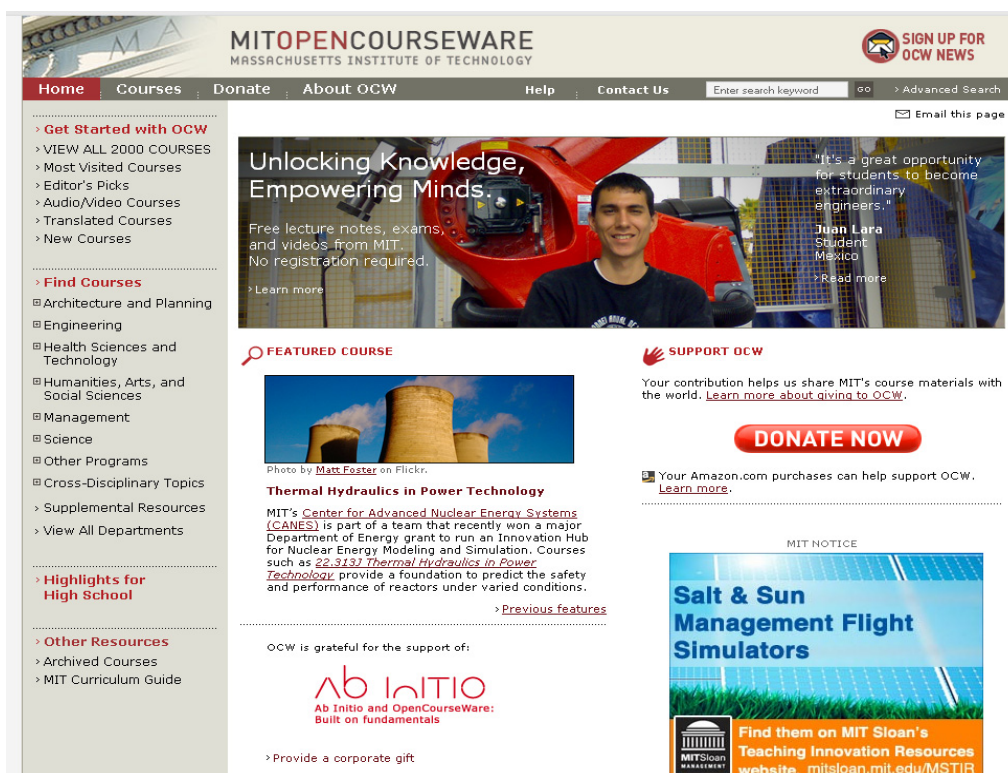 MITOPENCOURSEWARE
MASSACHUSETTS INSTITUTE OF TECHNOLOGY
SIGN UP FOR
OCW NEWS
Home Courses Donate About OCW Help Contact Us Enter search keyword GO > Advanced Search
Email this page
> Get Started with OCW
> VIEW ALL 2000 COURSES
> Most Visited Courses
> Editor's Picks
> Audio/Video Courses
> Translated Courses
> New Courses
> Find Courses
Architecture and Planning
Engineering
Health Sciences and
Technology
Humanities, Arts, and
Social Sciences
Management
Science
Other Programs
Cross-Disciplinary Topics
> Supplemental Resources
> View All Departments
> Highlights for
High School
> Other Resources
> Archived Courses
> MIT Curriculum Guide
Unlocking Knowledge,
Empowering Minds.
Free lecture notes, exams,
and videos from MIT.
No registration required.
> Learn more
"It's a great opportunity
for students to become
extraordinary
engineers."
Juan Lara
Student
Mexico
> Read more
FEATURED COURSE
Photo by Matt Foster on Flickr.
Thermal Hydraulics in Power Technology
MIT's Center for Advanced Nuclear Energy Systems
(CANES) is part of a team that recently won a major
Department of Energy grant to run an Innovation Hub
for Nuclear Energy Modeling and Simulation. Courses
such as 22.313J Thermal Hydraulics in Power
Technology provide a foundation to predict the safety
and performance of reactors under varied conditions.
> Previous features
OCW is grateful for the support of:
Ab Initio
Ab Initio and OpenCourseWare:
Built on fundamentals
> Provide a corporate gift
SUPPORT OCW
Your contribution helps us share MIT's course materials with
the world. Learn more about giving to OCW.
DONATE NOW
Your Amazon.com purchases can help support OCW.
Learn more.
MIT NOTICE
Salt & Sun
Management Flight
Simulators
MITSloan
MANAGEMENT
Find them on MIT Sloan's
Teaching Innovation Resources
website mitsloan.mit.edu/MSTIR